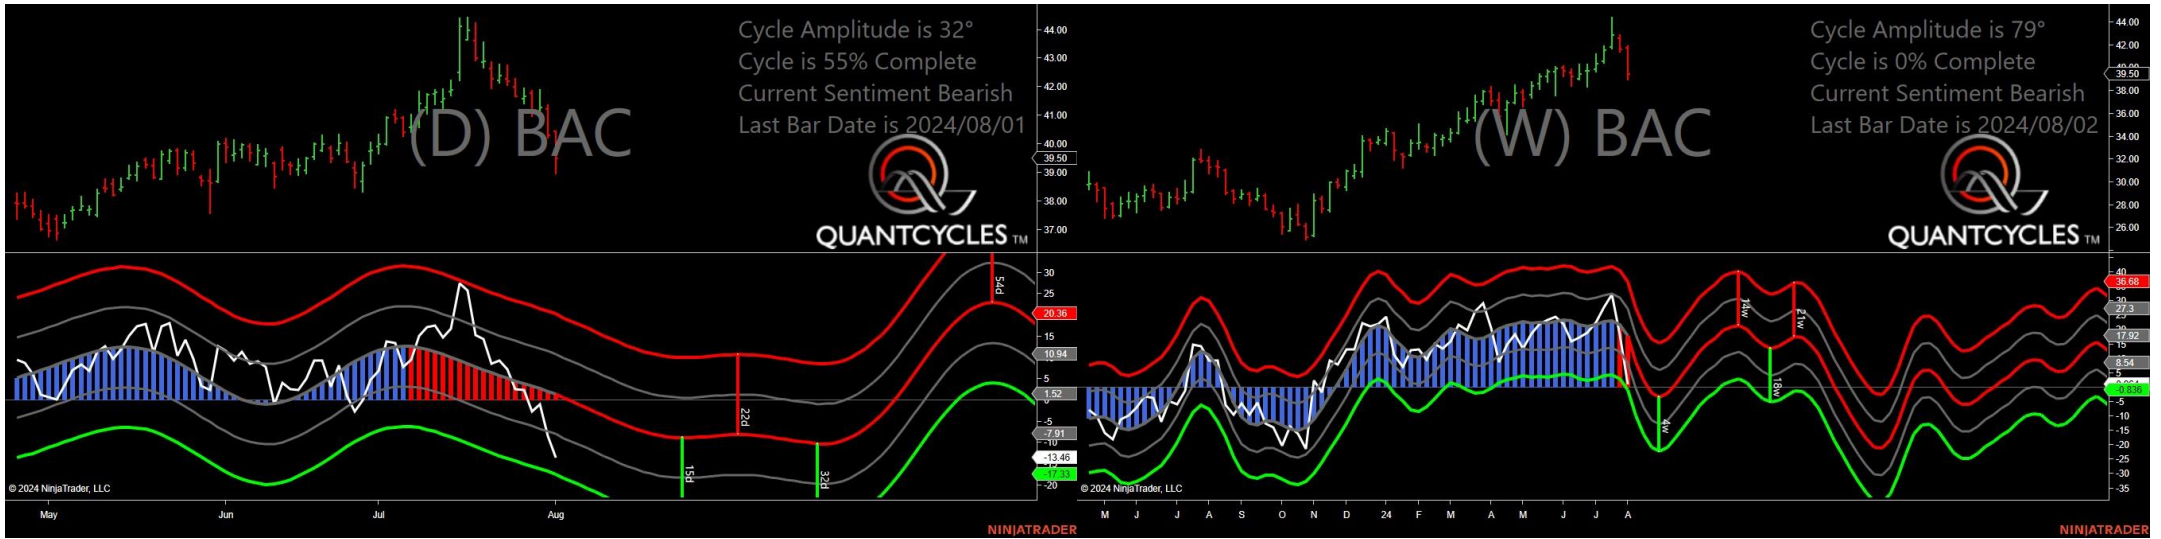 Cycle Amplitude is 32°
Cycle is 55% Complete
Current Sentiment Bearish
Last Bar Date is 2024/08/01
(D) BAC
QUANTCYCLES TM
44.00
43.00
42.00
41.00
40.00
39.50
39.00
38.00
37.00
54d
22d
15d
32d
30
25
20.36
15
10.94
5
1.52
-5
-7.91
-10
-13.46
-17.33
-20
© 2024 NinjaTrader, LLC
May Jun Jul Aug
NINJATRADER
Cycle Amplitude is 79°
Cycle is 0% Complete
Current Sentiment Bearish
Last Bar Date is 2024/08/02
(W) BAC
QUANTCYCLES TM
44.00
42.00
39.50
38.00
36.00
34.00
32.00
30.00
28.00
26.00
14w
21w
18w
4w
40
36.68
27.3
17.92
15
8.54
5
-0.836
-5
-10
-15
-20
-25
-30
-35
© 2024 NinjaTrader, LLC
M J J A S O N D 24 F M A M J J A
NINJATRADER